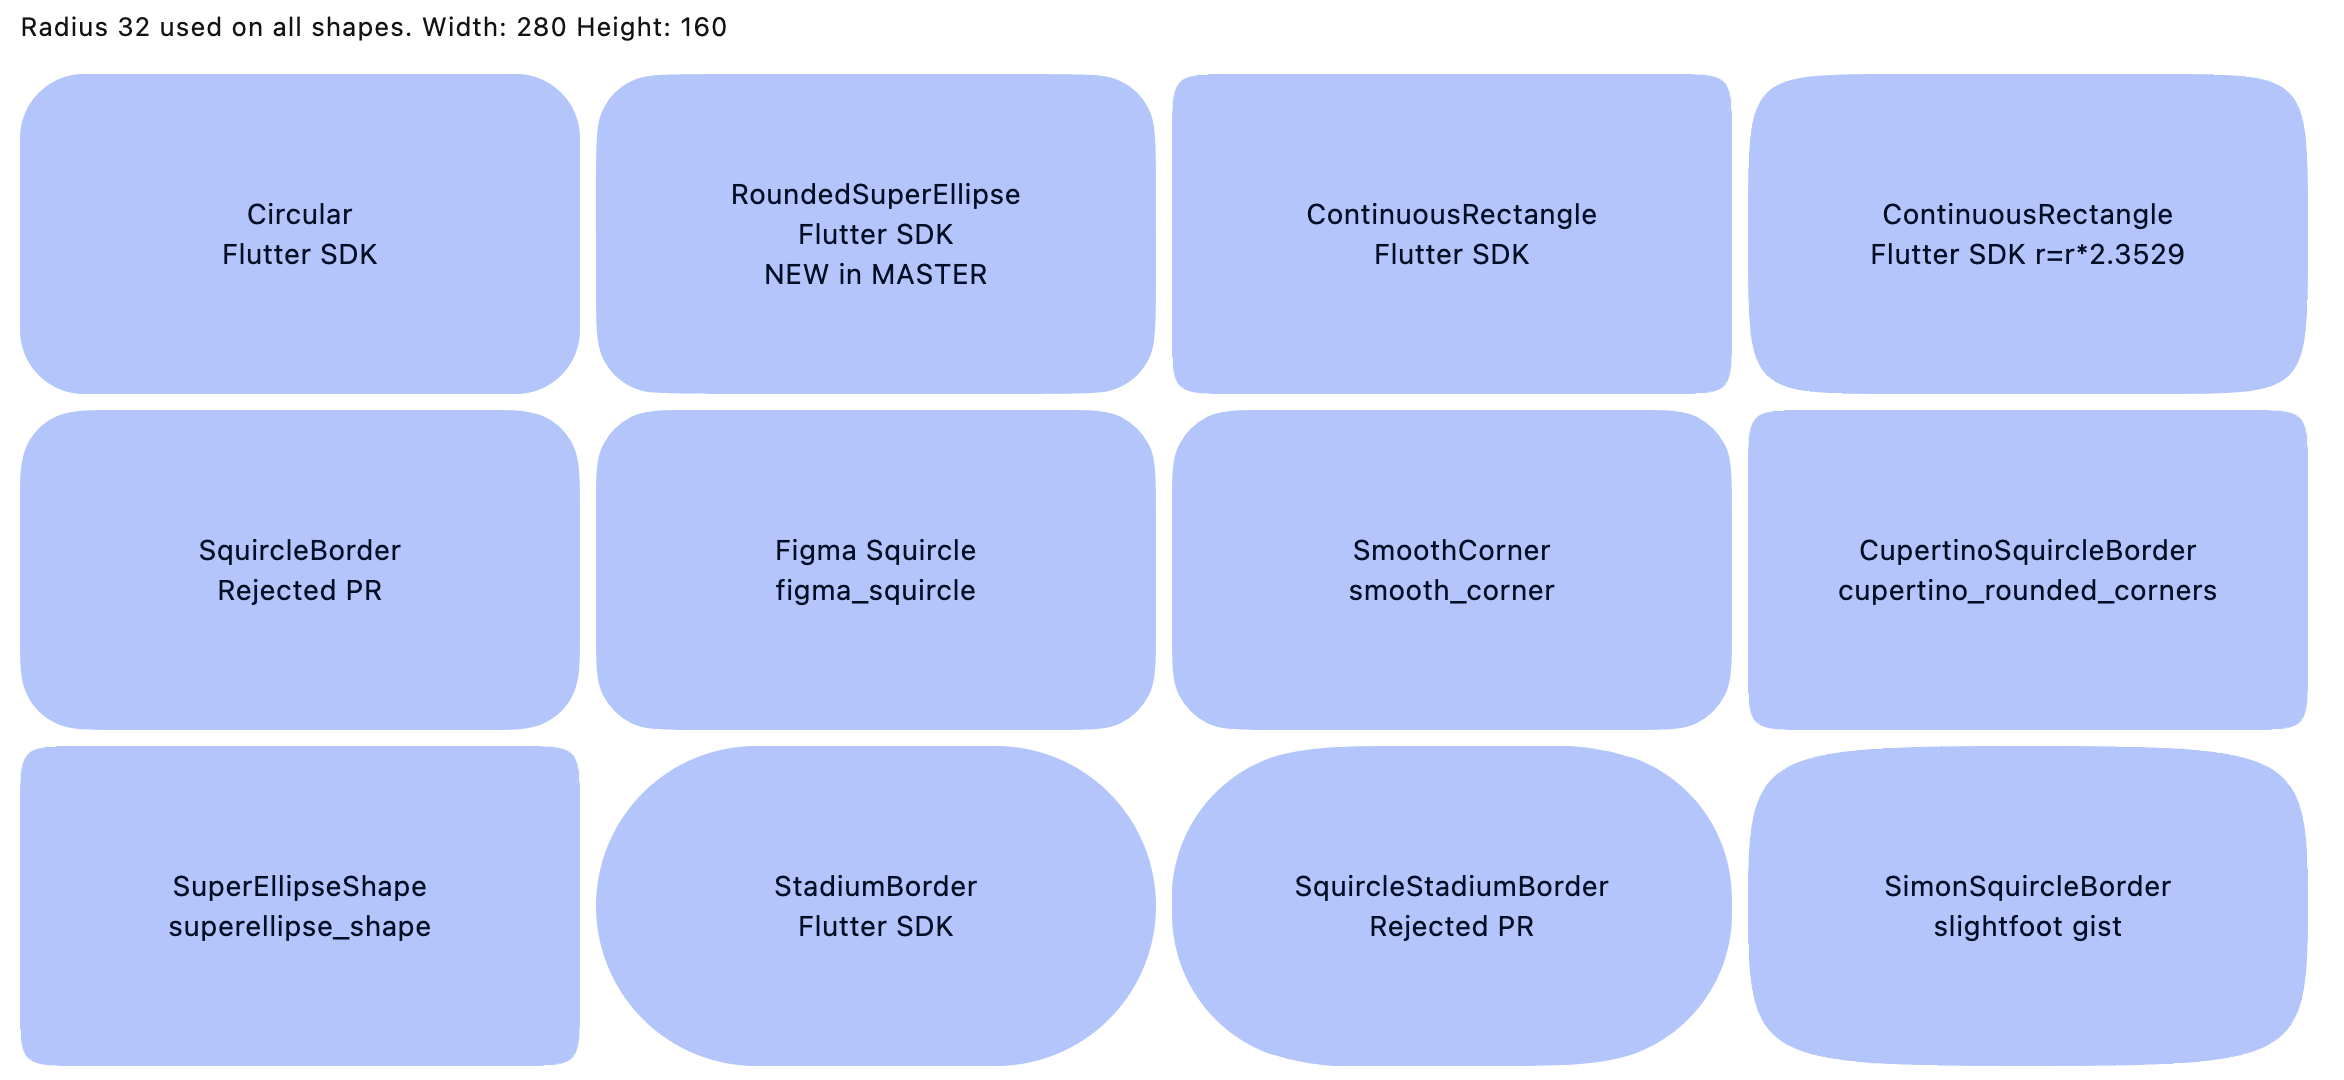 Radius 32 used on all shapes. Width: 280 Height: 160
Circular
Flutter SDK
RoundedSuperEllipse
Flutter SDK
NEW in MASTER
ContinuousRectangle
Flutter SDK
ContinuousRectangle
Flutter SDK r=r*2.3529
SquircleBorder
Rejected PR
Figma Squircle
figma_squircle
SmoothCorner
smooth_corner
CupertinoSquircleBorder
cupertino_rounded_corners
SuperEllipseShape
superellipse_shape
StadiumBorder
Flutter SDK
SquircleStadiumBorder
Rejected PR
SimonSquircleBorder
slightfoot gist